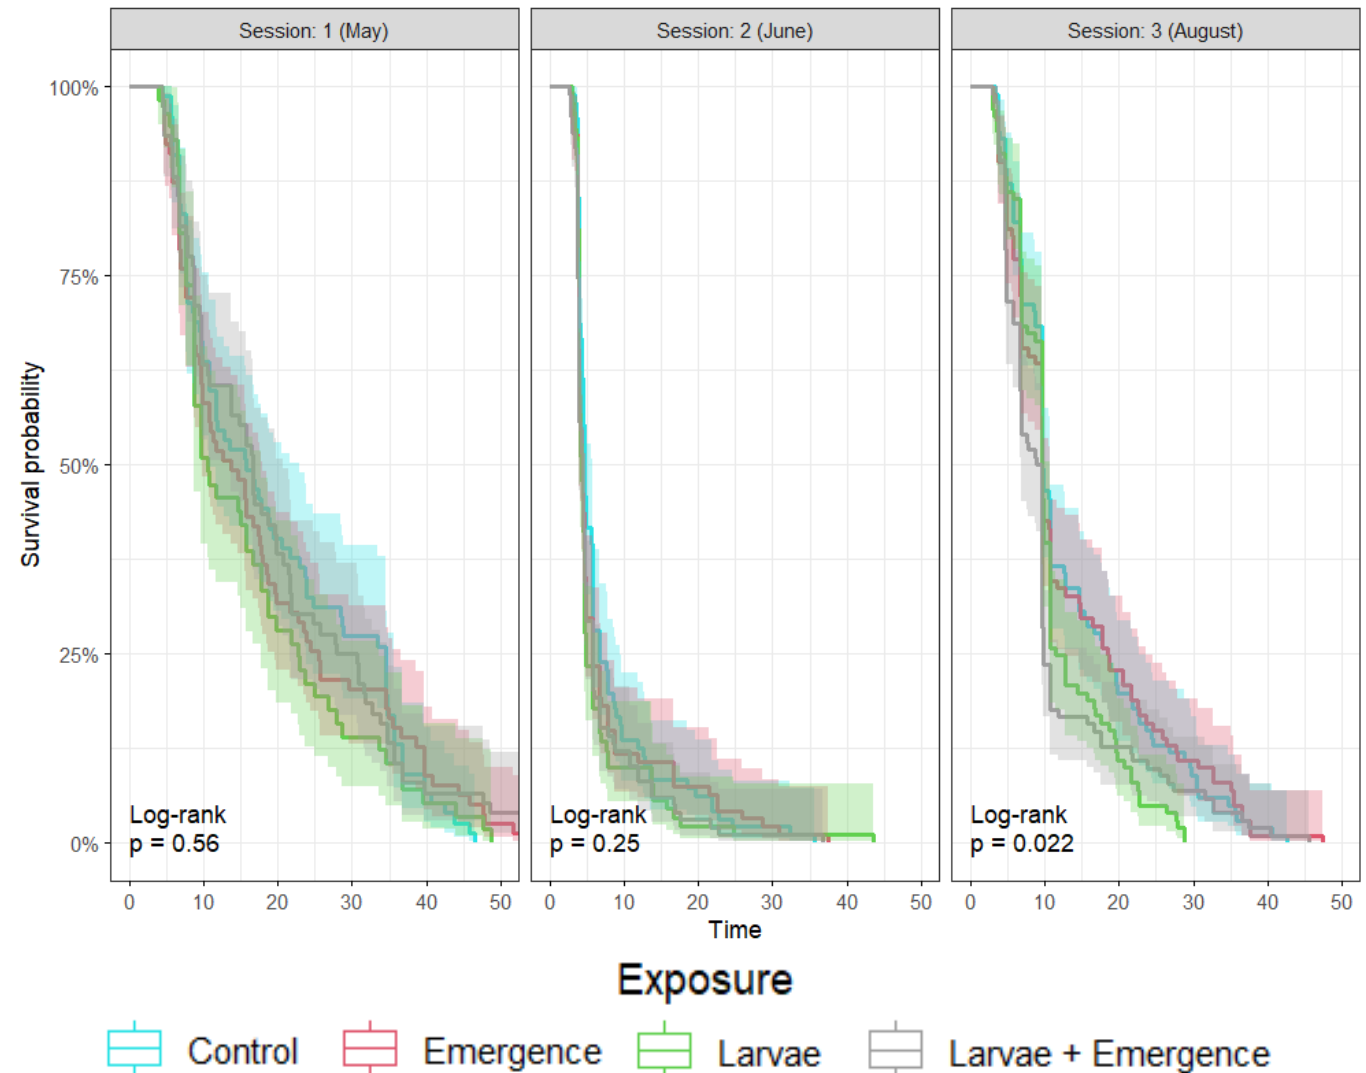 Session: 1 (May) Session: 2 (June) Session: 3 (August)
100%
75%
50%
25%
0%
Survival probability
Log-rank
p = 0.56
Log-rank
p = 0.25
Log-rank
p = 0.022
0 10 20 30 40 50 0 10 20 30 40 50 0 10 20 30 40 50
Time
Exposure
Control Emergence Larvae Larvae + Emergence